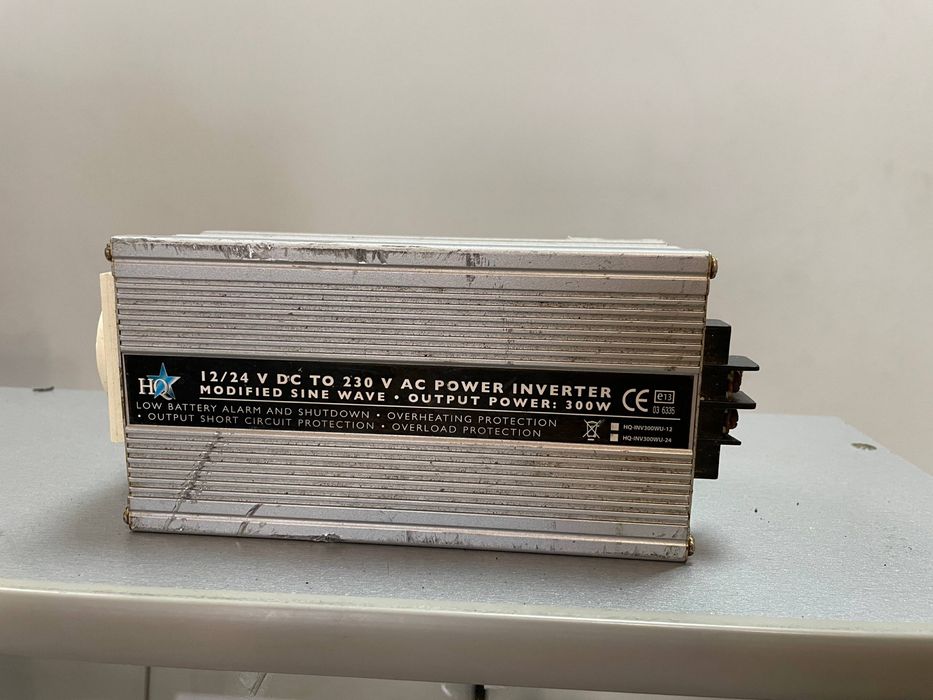 HQ
12/24 V DC TO 230 V AC POWER INVERTER
MODIFIED SINE WAVE • OUTPUT POWER: 300W
LOW BATTERY ALARM AND SHUTDOWN • OVERHEATING PROTECTION
• OUTPUT SHORT CIRCUIT PROTECTION • OVERLOAD PROTECTION
CE
e13
03 6335
HQ-INV300WU-12
HQ-INV300WU-24